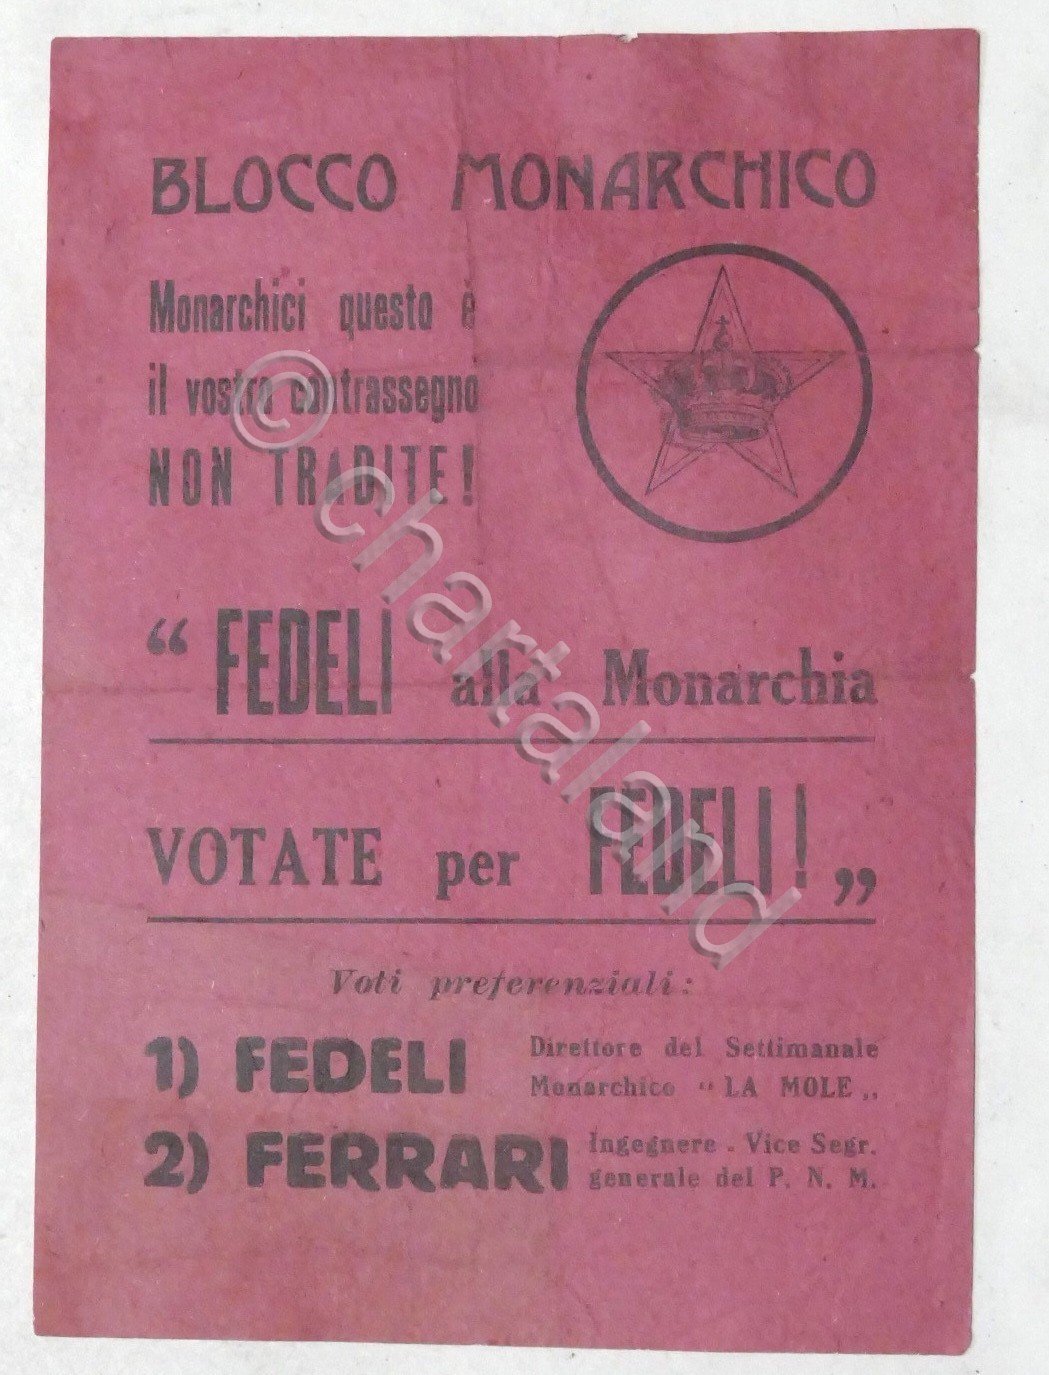 BLOCCO MONARCHICO
Monarchici questo è
il vostro contrassegno
NON TRADITE!
“ FEDELI alla Monarchia
VOTATE per FEDELI! „
Voti preferenziali:
1) FEDELI Direttore del Settimanale
Monarchico “ LA MOLE „
2) FERRARI Ingegnere - Vice Segr.
generale del P. N. M.
© chartaland